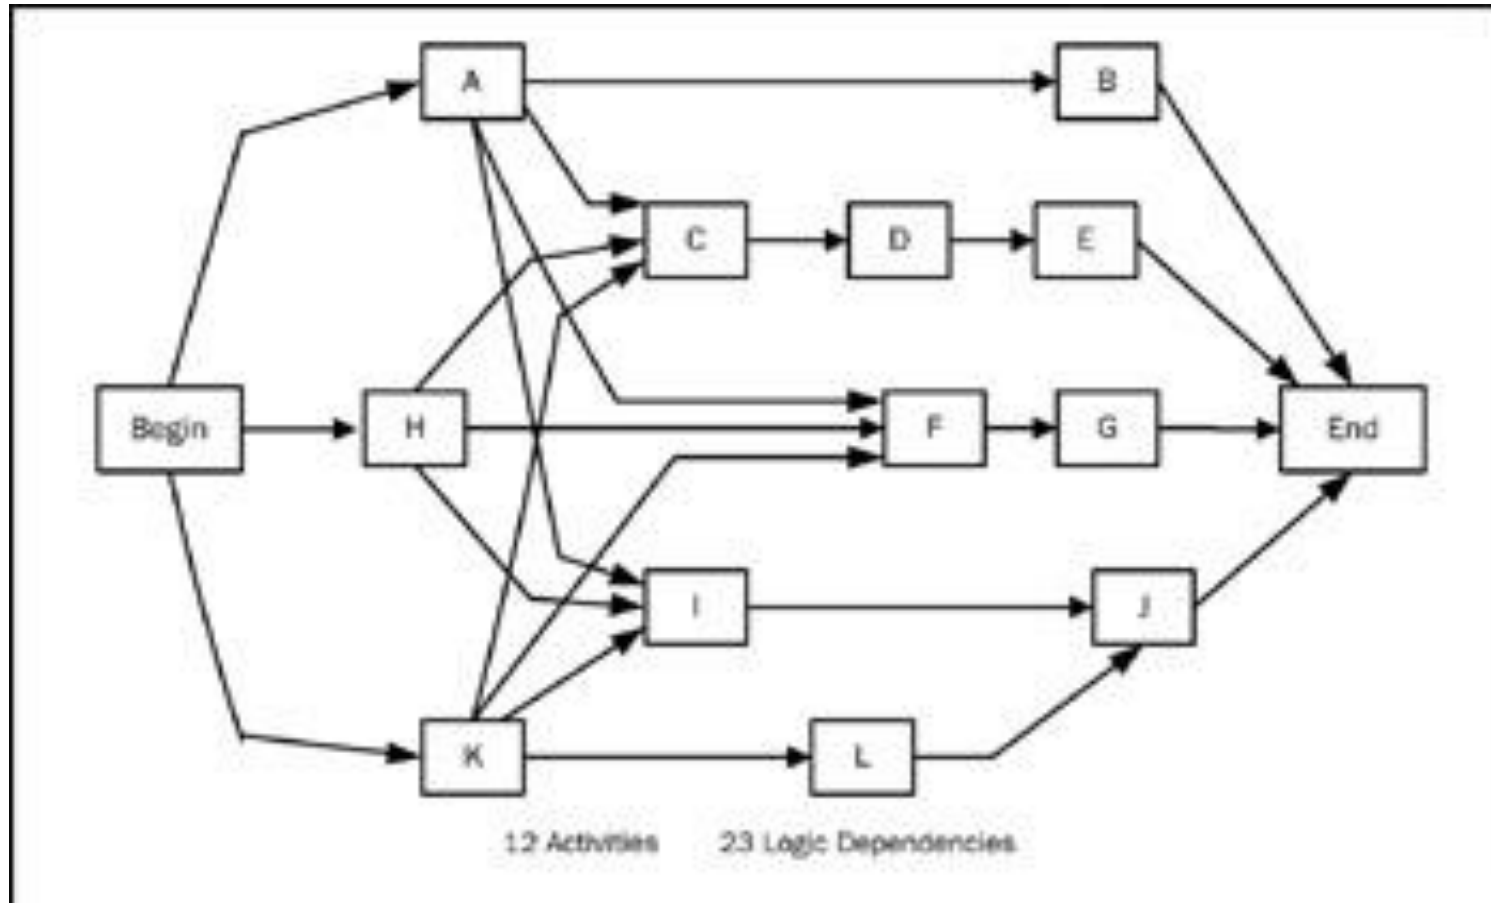 A
B
C
D
E
Begin
H
F
G
End
I
J
K
L
12 Activities
23 Logic Dependencies